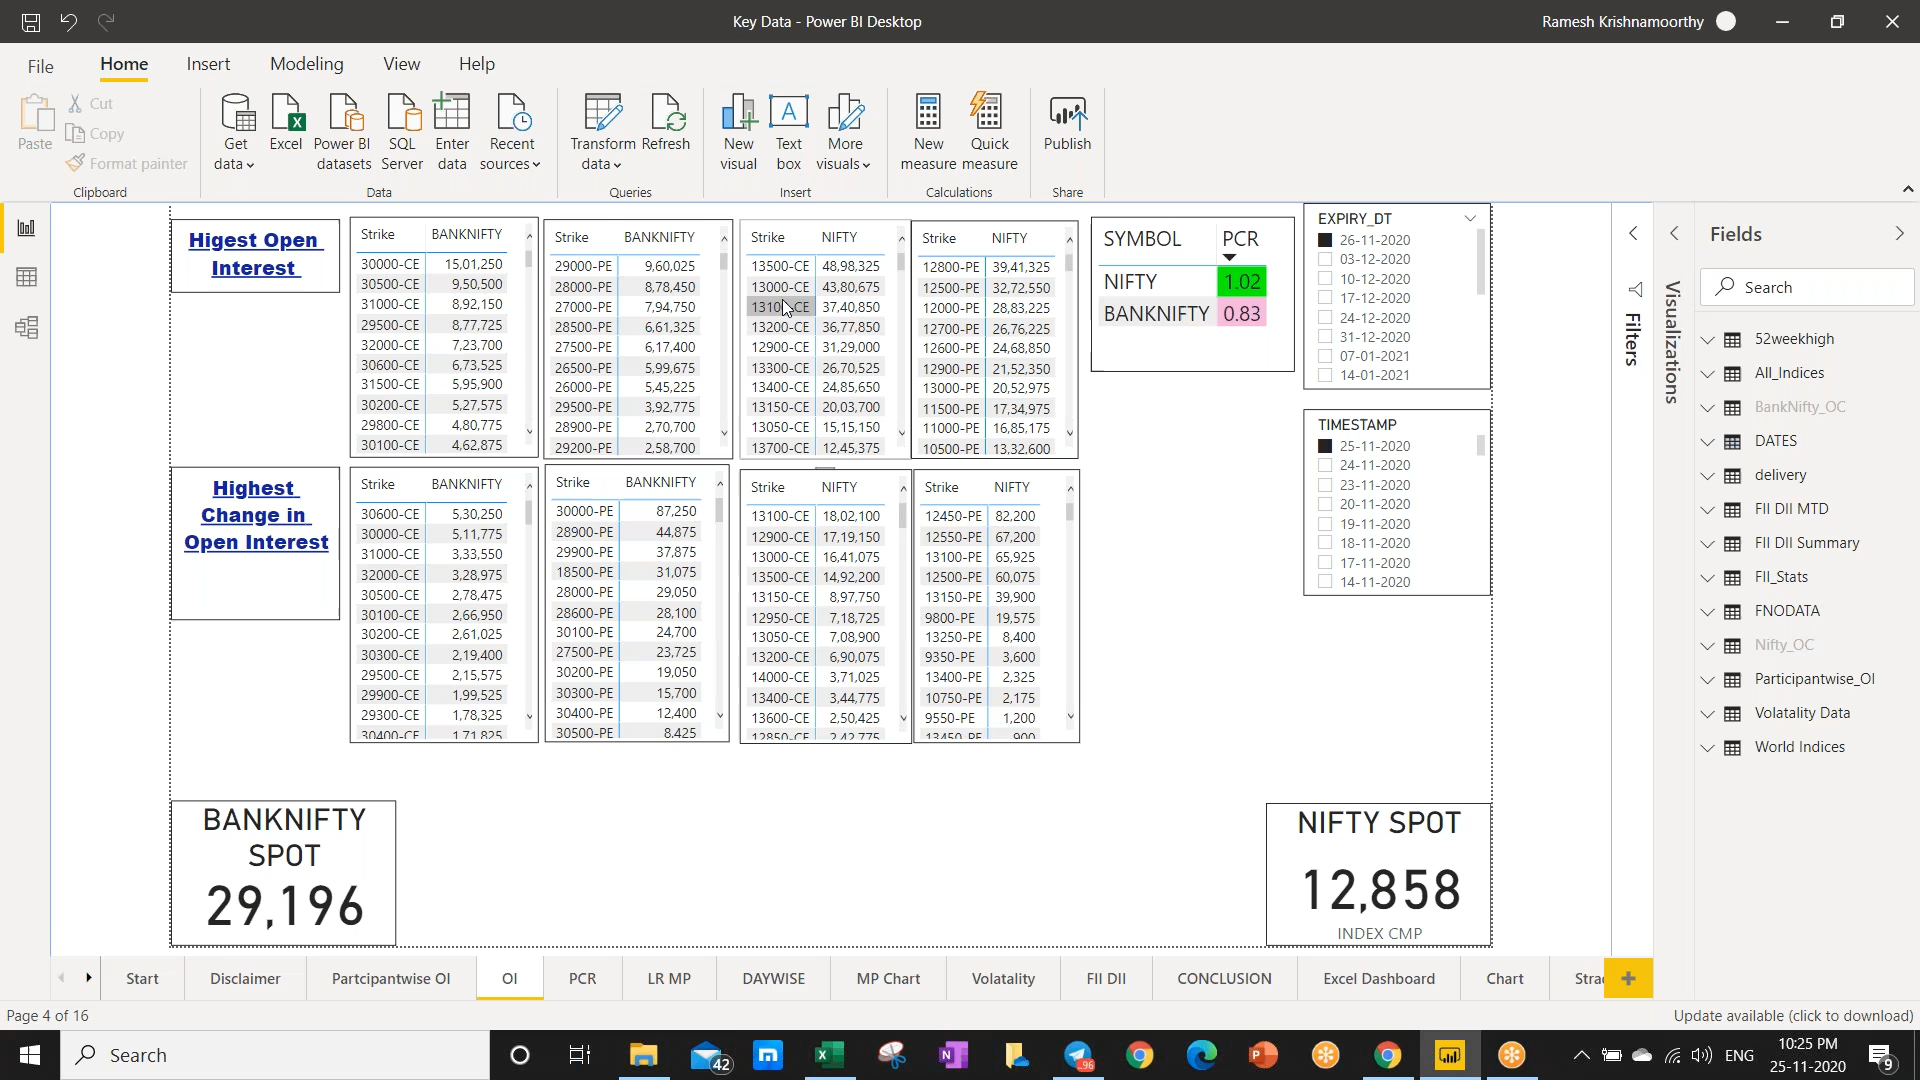 Key Data - Power BI Desktop
Ramesh Krishnamoorthy
File Home Insert Modeling View Help
Paste
Cut
Copy
Format painter
Clipboard
Get data
Excel
Power BI datasets
SQL Server
Enter data
Recent sources
Data
Transform data
Refresh
Queries
New visual
Text box
More visuals
Insert
New measure
Quick measure
Calculations
Publish
Share
Higest Open
Interest
Strike BANKNIFTY
30000-CE 15,01,250
30500-CE 9,50,500
31000-CE 8,92,150
29500-CE 8,77,725
32000-CE 7,23,700
30600-CE 6,73,525
31500-CE 5,95,900
30200-CE 5,27,575
29800-CE 4,80,775
30100-CE 4,62,875
Strike BANKNIFTY
29000-PE 9,60,025
28000-PE 8,78,450
27000-PE 7,94,750
28500-PE 6,61,325
27500-PE 6,17,400
26500-PE 5,99,675
26000-PE 5,45,225
29500-PE 3,92,775
28900-PE 2,70,700
29200-PE 2,58,700
Strike NIFTY
13500-CE 48,98,325
13000-CE 43,80,675
13100-CE 37,40,850
13200-CE 36,77,850
12900-CE 31,29,000
13300-CE 26,70,525
13400-CE 24,85,650
13150-CE 20,03,700
13050-CE 15,15,150
13700-CE 12,45,375
Strike NIFTY
12800-PE 39,41,325
12500-PE 32,72,550
12000-PE 28,83,225
12700-PE 26,76,225
12600-PE 24,68,850
12900-PE 21,52,350
13000-PE 20,52,975
11500-PE 17,34,975
11000-PE 16,85,175
10500-PE 13,32,600
SYMBOL PCR
NIFTY 1.02
BANKNIFTY 0.83
EXPIRY_DT
26-11-2020
03-12-2020
10-12-2020
17-12-2020
24-12-2020
31-12-2020
07-01-2021
14-01-2021
TIMESTAMP
25-11-2020
24-11-2020
23-11-2020
20-11-2020
19-11-2020
18-11-2020
17-11-2020
14-11-2020
Highest
Change in
Open Interest
Strike BANKNIFTY
30600-CE 5,30,250
30000-CE 5,11,775
31000-CE 3,33,550
32000-CE 3,28,975
30500-CE 2,78,475
30100-CE 2,66,950
30200-CE 2,61,025
30300-CE 2,19,400
29500-CE 2,15,575
29900-CE 1,99,525
29300-CE 1,78,325
30400-CE 1,71,825
Strike BANKNIFTY
30000-PE 87,250
28900-PE 44,875
29900-PE 37,875
18500-PE 31,075
28000-PE 29,050
28600-PE 28,100
30100-PE 24,700
27500-PE 23,725
30200-PE 19,050
30300-PE 15,700
30400-PE 12,400
30500-PE 8,425
Strike NIFTY
13100-CE 18,02,100
12900-CE 17,19,150
13000-CE 16,41,075
13500-CE 14,92,200
13150-CE 8,97,750
12950-CE 7,18,725
13050-CE 7,08,900
13200-CE 6,90,075
14000-CE 3,71,025
13400-CE 3,44,775
13600-CE 2,50,425
12850-CE 2,42,775
Strike NIFTY
12450-PE 82,200
12550-PE 67,200
13100-PE 65,925
12500-PE 60,075
13150-PE 39,900
9800-PE 19,575
13250-PE 8,400
9350-PE 3,600
13400-PE 2,325
10750-PE 2,175
9550-PE 1,200
13450-PE 900
BANKNIFTY
SPOT
29,196
NIFTY SPOT
12,858
INDEX CMP
Filters
Visualizations
Fields
Search
52weekhigh
All_Indices
BankNifty_OC
DATES
delivery
FII DII MTD
FII DII Summary
FII_Stats
FNODATA
Nifty_OC
Participantwise_OI
Volatality Data
World Indices
Start Disclaimer Partcipantwise OI OI PCR LR MP DAYWISE MP Chart Volatality FII DII CONCLUSION Excel Dashboard Chart Stra
Page 4 of 16
Update available (click to download)
Search
42
96
ENG
10:25 PM
25-11-2020
9